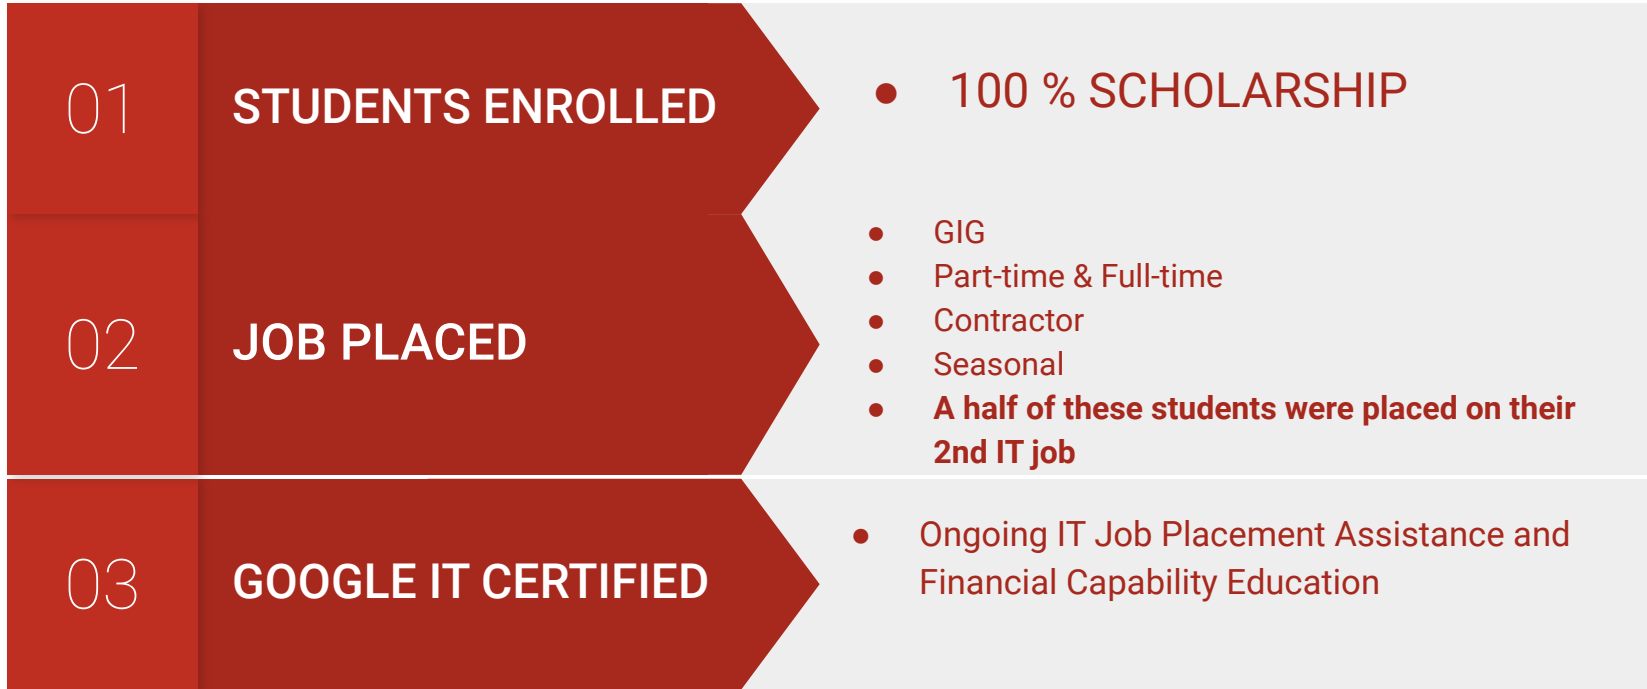 01
STUDENTS ENROLLED
● 100 % SCHOLARSHIP
02
JOB PLACED
● GIG
● Part-time & Full-time
● Contractor
● Seasonal
● A half of these students were placed on their
2nd IT job
03
GOOGLE IT CERTIFIED
● Ongoing IT Job Placement Assistance and
Financial Capability Education